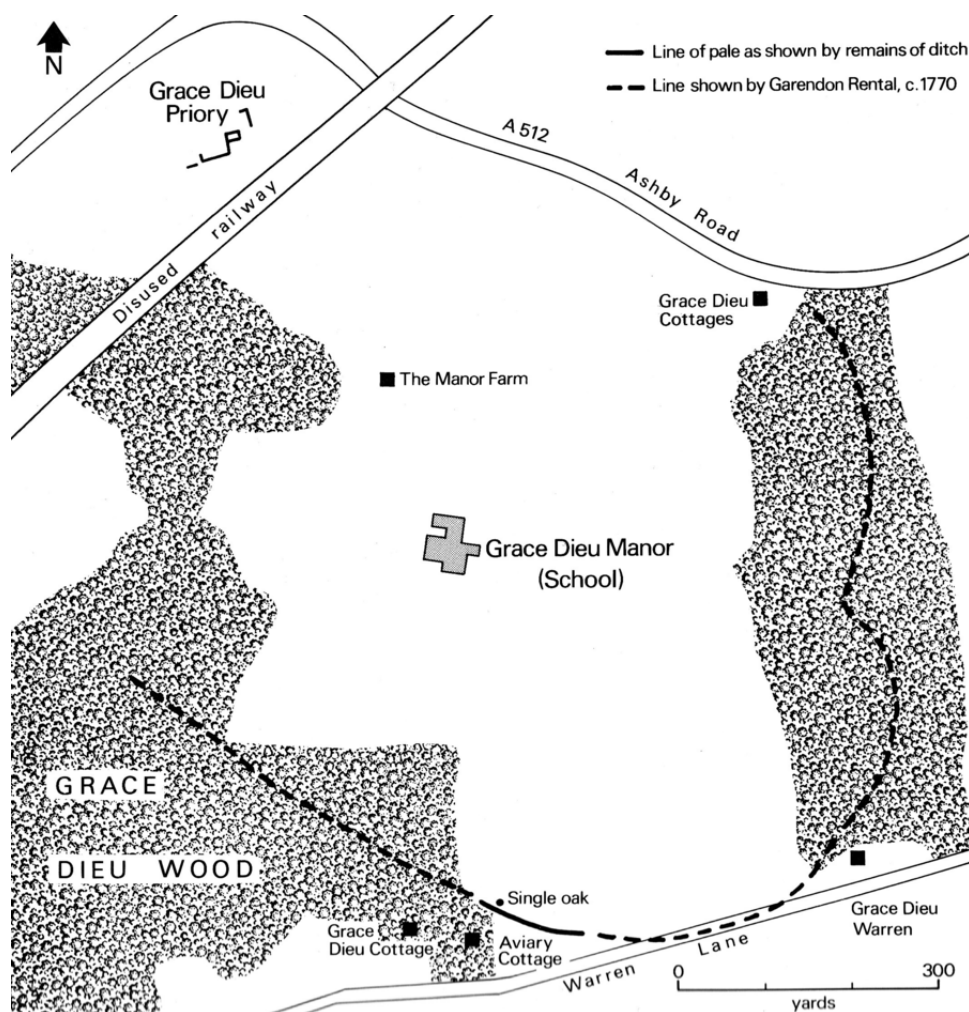 N
Line of pale as shown by remains of ditch
Line shown by Garendon Rental, c.1770
Grace Dieu
Priory
A 512
Ashby Road
Disused railway
Grace Dieu
Cottages
The Manor Farm
Grace Dieu Manor
(School)
GRACE
DIEU WOOD
Single oak
Grace
Dieu Cottage
Aviary
Cottage
Grace Dieu
Warren
Warren Lane
0 300
yards